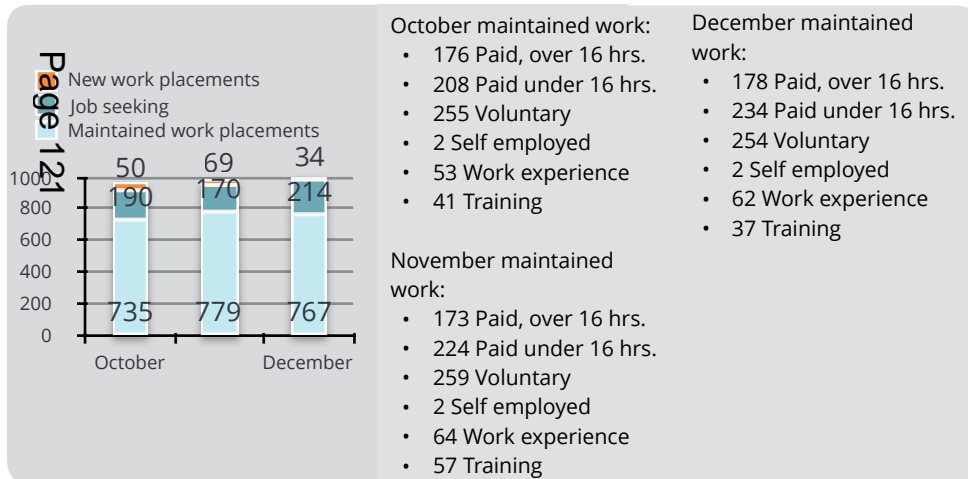 Page 121
New work placements
Job seeking
Maintained work placements
50
69
34
1000
190
170
214
800
600
400
200
735
779
767
0
October
December
October maintained work:
• 176 Paid, over 16 hrs.
• 208 Paid under 16 hrs.
• 255 Voluntary
• 2 Self employed
• 53 Work experience
• 41 Training
November maintained
work:
• 173 Paid, over 16 hrs.
• 224 Paid under 16 hrs.
• 259 Voluntary
• 2 Self employed
• 64 Work experience
• 57 Training
December maintained
work:
• 178 Paid, over 16 hrs.
• 234 Paid under 16 hrs.
• 254 Voluntary
• 2 Self employed
• 62 Work experience
• 37 Training